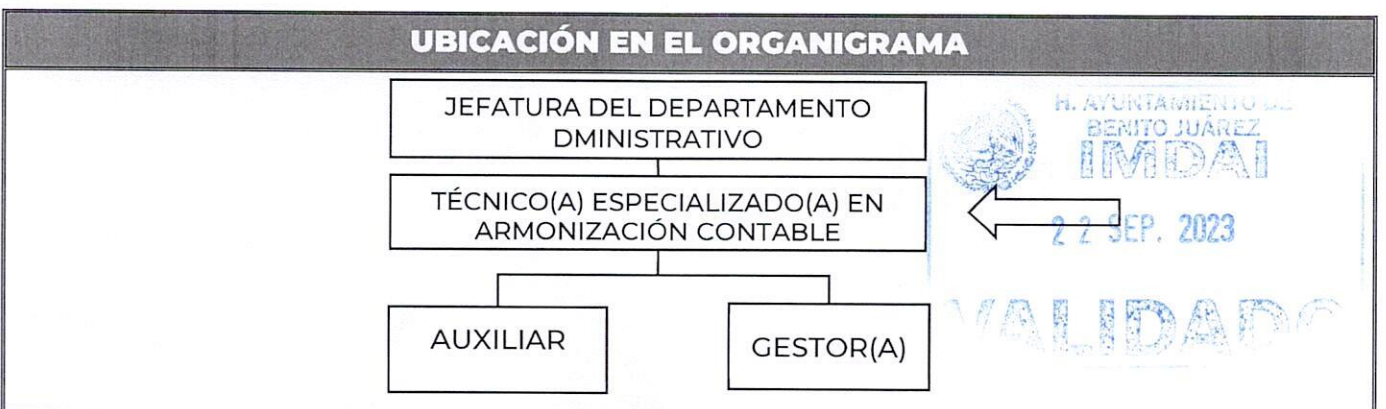 UBICACIÓN EN EL ORGANIGRAMA
JEFATURA DEL DEPARTAMENTO
DMINISTRATIVO
H. AYUNTAMIENTO DE
BENITO JUÁREZ
IMDAI
TÉCNICO(A) ESPECIALIZADO(A) EN
ARMONIZACIÓN CONTABLE
22 SEP. 2023
AUXILIAR
GESTOR(A)
VALIDADO